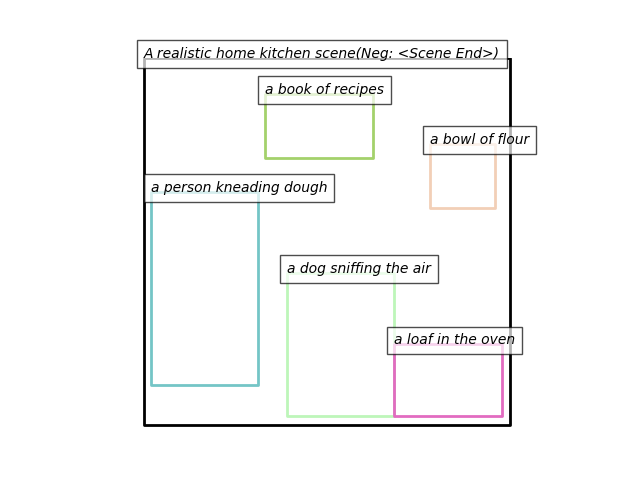 A realistic home kitchen scene(Neg: <Scene End>)
a book of recipes
a bowl of flour
a person kneading dough
a dog sniffing the air
a loaf in the oven